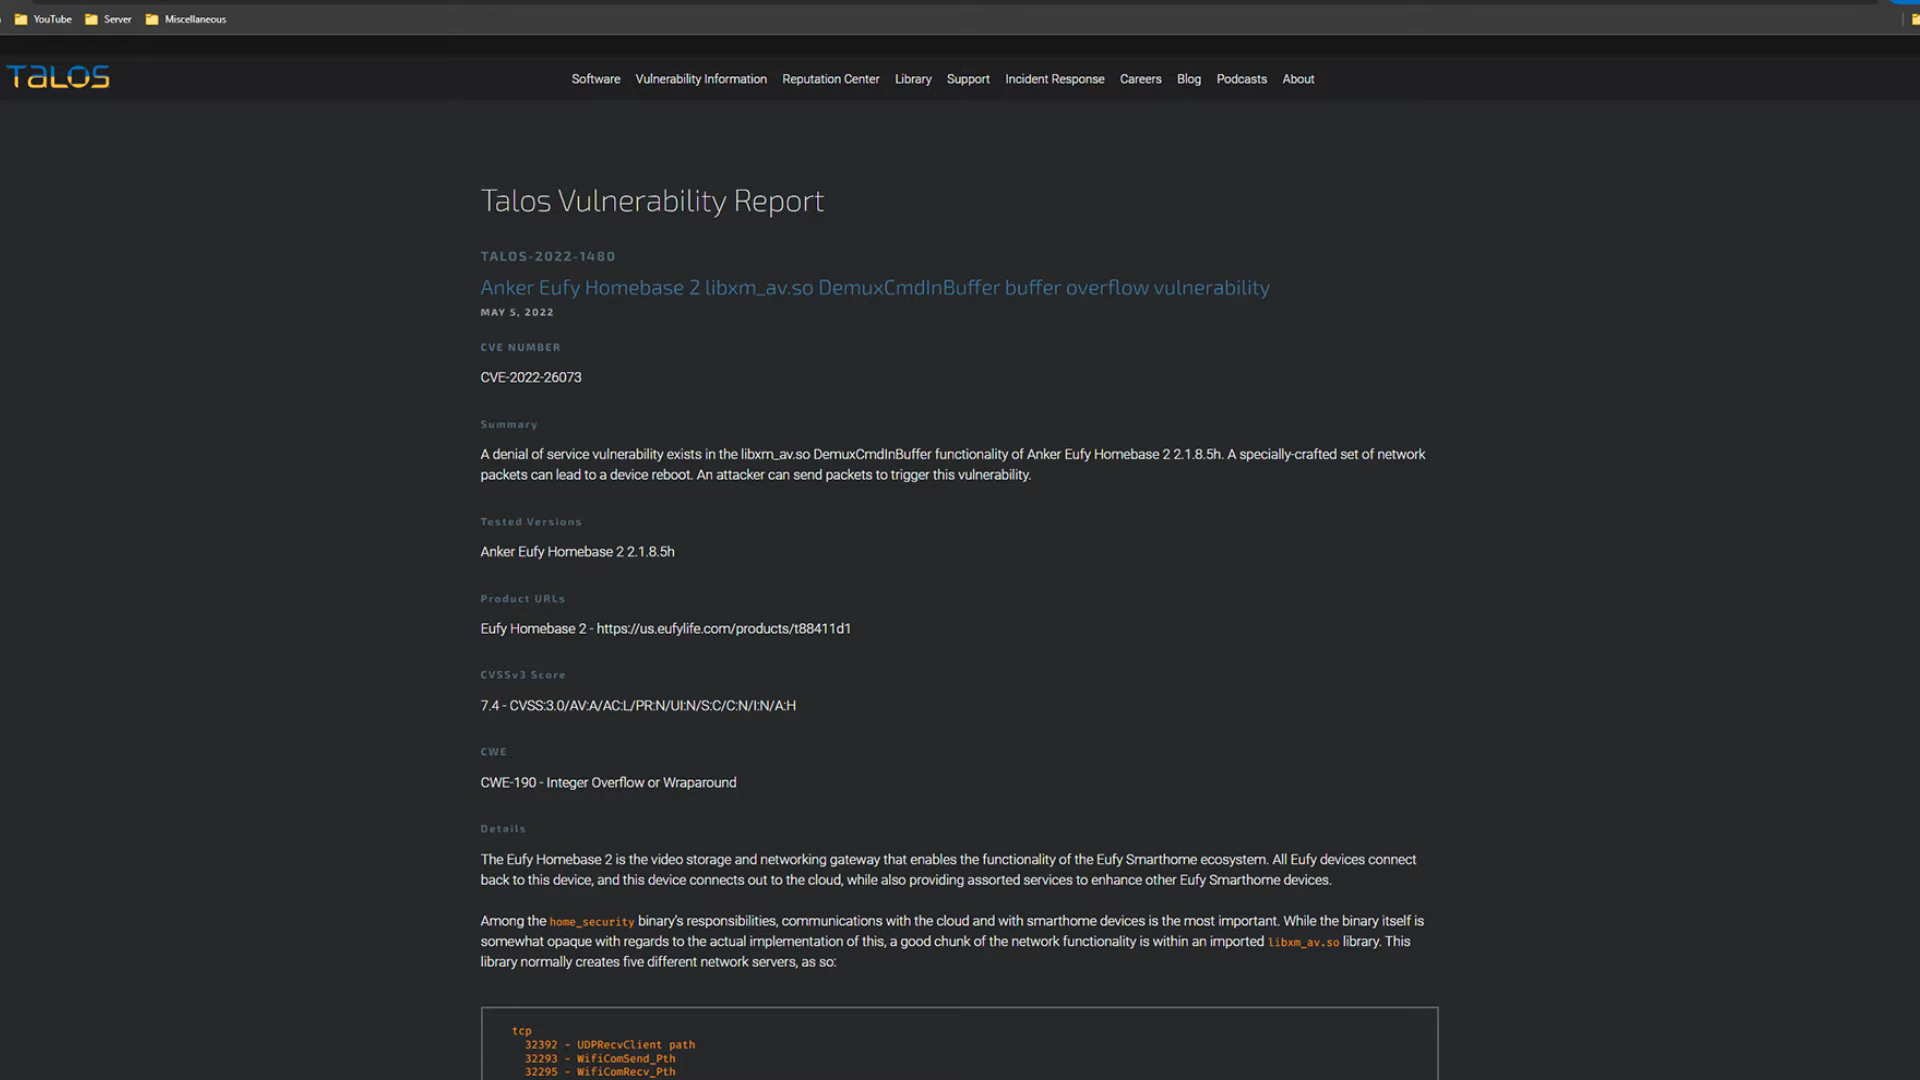 YouTube Server Miscellaneous
TALOS
Software Vulnerability Information Reputation Center Library Support Incident Response Careers Blog Podcasts About
Talos Vulnerability Report
TALOS-2022-1480
Anker Eufy Homebase 2 libxm_av.so DemuxCmdInBuffer buffer overflow vulnerability
MAY 5, 2022
CVE NUMBER
CVE-2022-26073
Summary
A denial of service vulnerability exists in the libxm_av.so DemuxCmdInBuffer functionality of Anker Eufy Homebase 2 2.1.8.5h. A specially-crafted set of network
packets can lead to a device reboot. An attacker can send packets to trigger this vulnerability.
Tested Versions
Anker Eufy Homebase 2 2.1.8.5h
Product URLs
Eufy Homebase 2 - https://us.eufylife.com/products/t88411d1
CVSSv3 Score
7.4 - CVSS:3.0/AV:A/AC:L/PR:N/UI:N/S:C/C:N/I:N/A:H
CWE
CWE-190 - Integer Overflow or Wraparound
Details
The Eufy Homebase 2 is the video storage and networking gateway that enables the functionality of the Eufy Smarthome ecosystem. All Eufy devices connect
back to this device, and this device connects out to the cloud, while also providing assorted services to enhance other Eufy Smarthome devices.
Among the home_security binary's responsibilities, communications with the cloud and with smarthome devices is the most important. While the binary itself is
somewhat opaque with regards to the actual implementation of this, a good chunk of the network functionality is within an imported libxm_av.so library. This
library normally creates five different network servers, as so:
tcp
32392 - UDPRecvClient path
32293 - WifiComSend_Pth
32295 - WifiComRecv_Pth